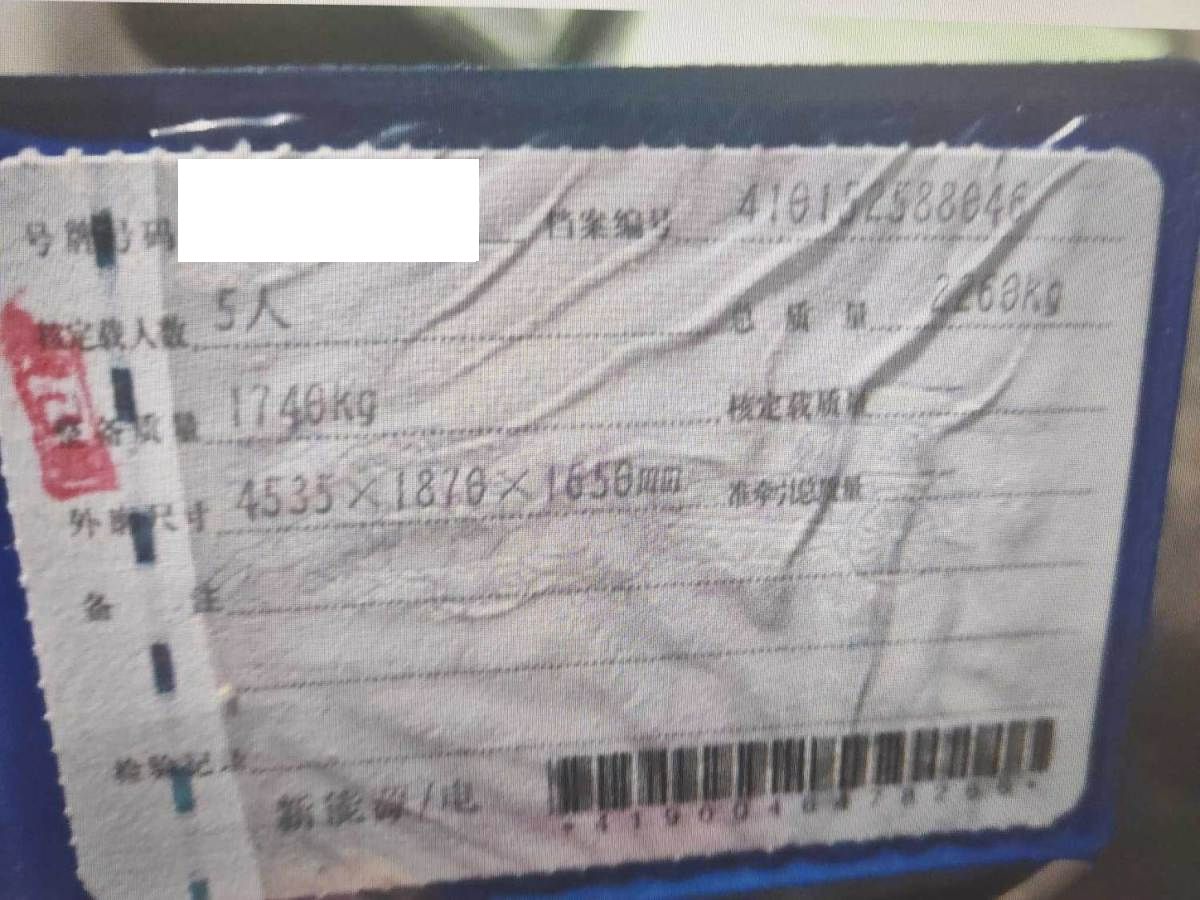 号牌号码 档案编号 410152588046
核定载人数 5人 总质量 2260kg
整备质量 1740kg 核定载质量
外廓尺寸 4535×1870×1650mm 准牵引总质量
备注
检验记录
新能源/电